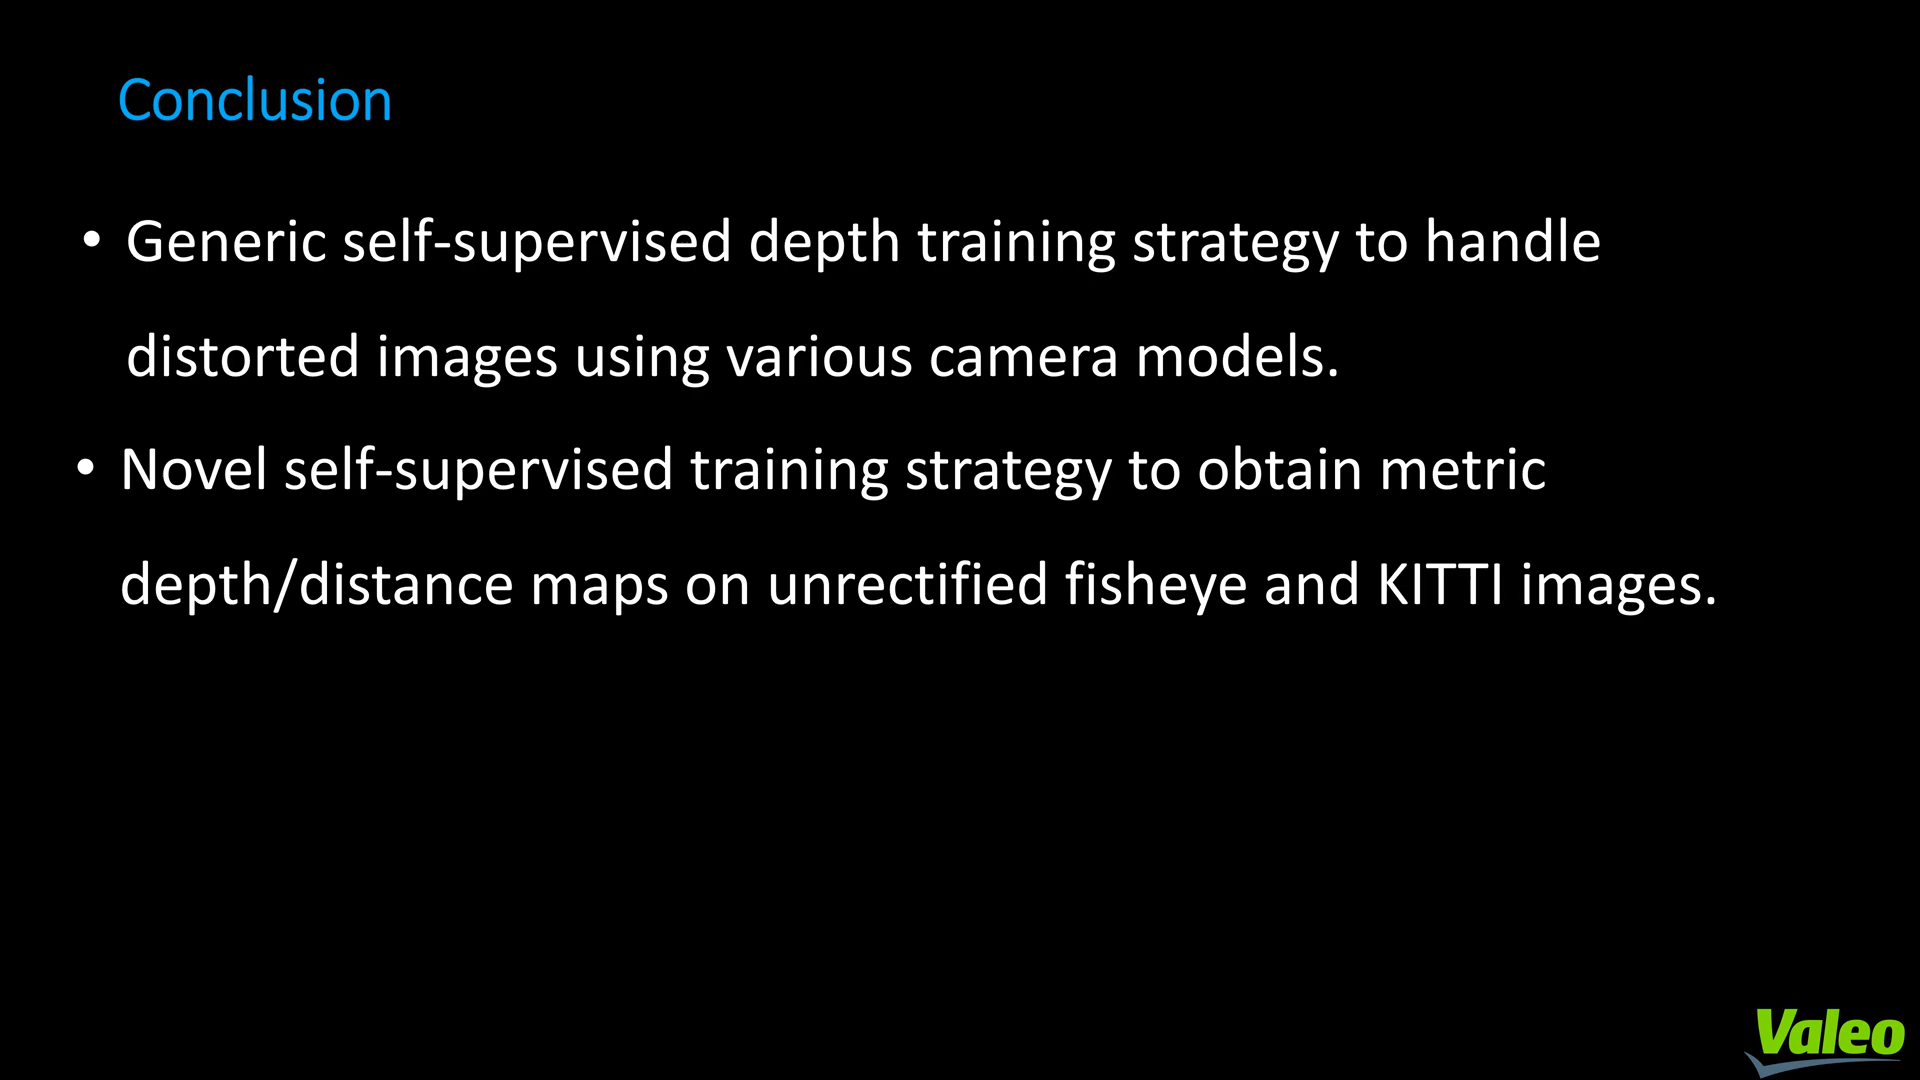 Conclusion
• Generic self-supervised depth training strategy to handle
distorted images using various camera models.
• Novel self-supervised training strategy to obtain metric
depth/distance maps on unrectified fisheye and KITTI images.
Valeo